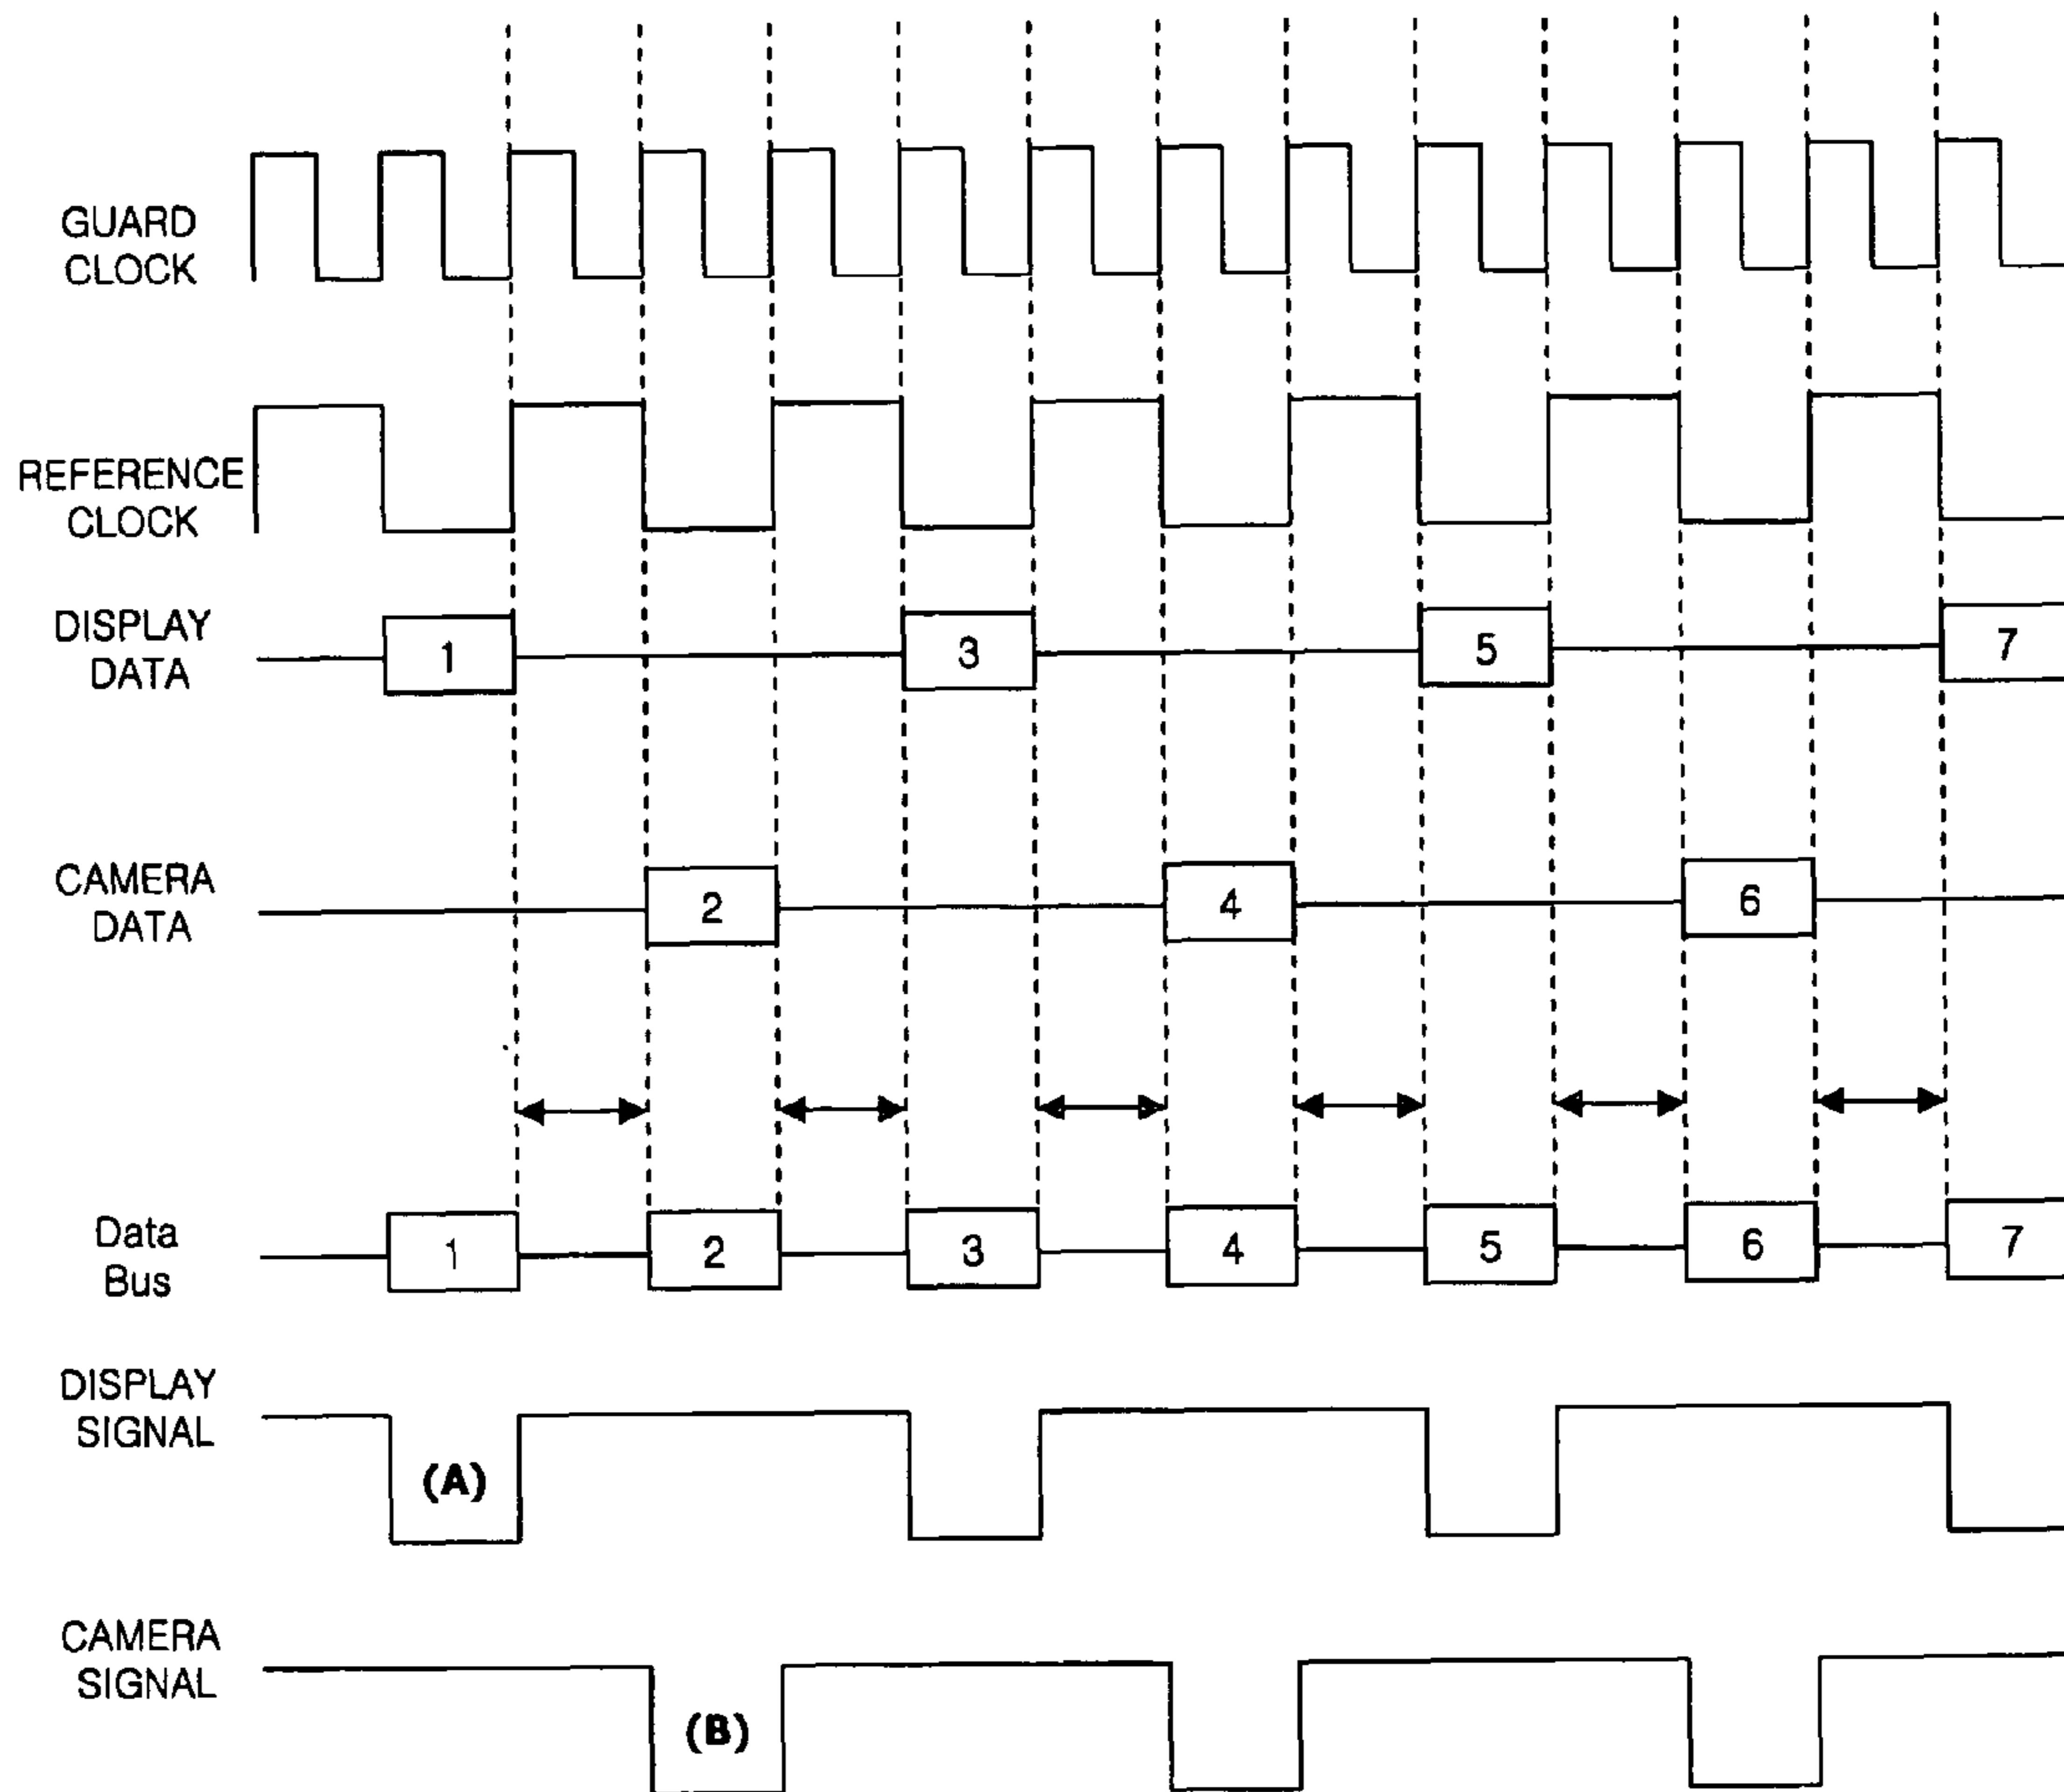 GUARD
CLOCK
REFERENCE
CLOCK
DISPLAY
DATA
1
3
5
7
CAMERA
DATA
2
4
6
Data
Bus
1
2
3
4
5
6
7
DISPLAY
SIGNAL
(A)
CAMERA
SIGNAL
(B)